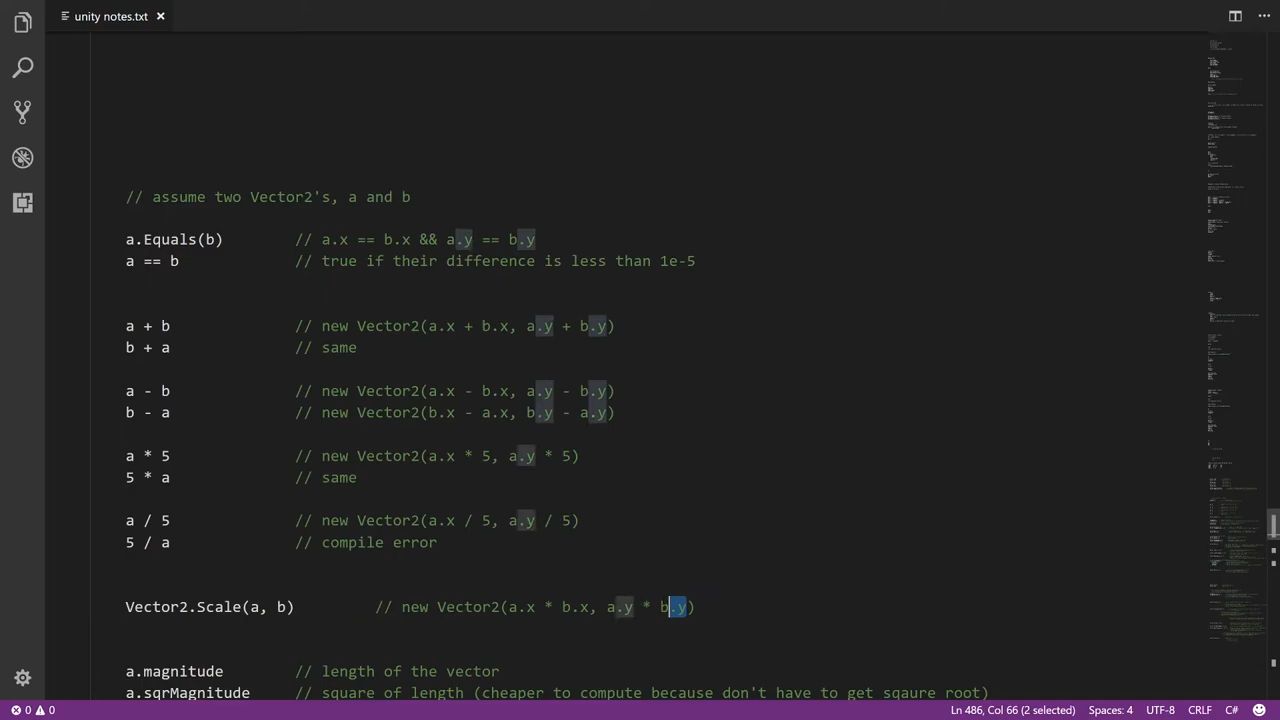 unity notes.txt
// assume two Vector2's, a and b
a.Equals(b) // a.x == b.x && a.y == b.y
a == b // true if their difference is less than 1e-5
a + b // new Vector2(a.x + b.x, a.y + b.y)
b + a // same
a - b // new Vector2(a.x - b.x, a.y - b.y)
b - a // new Vector2(b.x - a.x, b.y - a.y)
a * 5 // new Vector2(a.x * 5, a.y * 5)
5 * a // same
a / 5 // new Vector2(a.x / 5, a.y / 5)
5 / a // compile error
Vector2.Scale(a, b) // new Vector2(a.x * b.x, a.y * b.y)
a.magnitude // length of the vector
a.sqrMagnitude // square of length (cheaper to compute because don't have to get sqaure root)
0 0 Ln 486, Col 66 (2 selected) Spaces: 4 UTF-8 CRLF C#